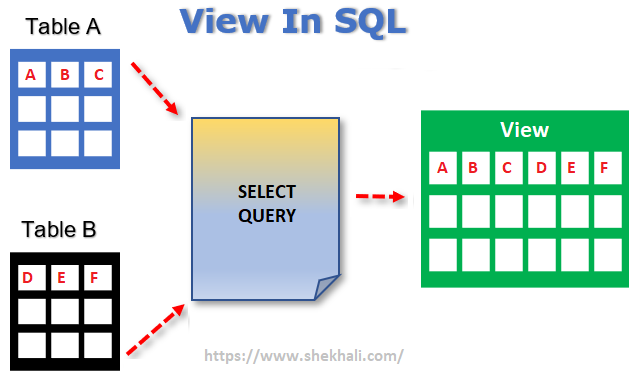 View In SQL
Table A
A B C
SELECT
QUERY
View
A B C D E F
Table B
D E F
https://www.shekhali.com/